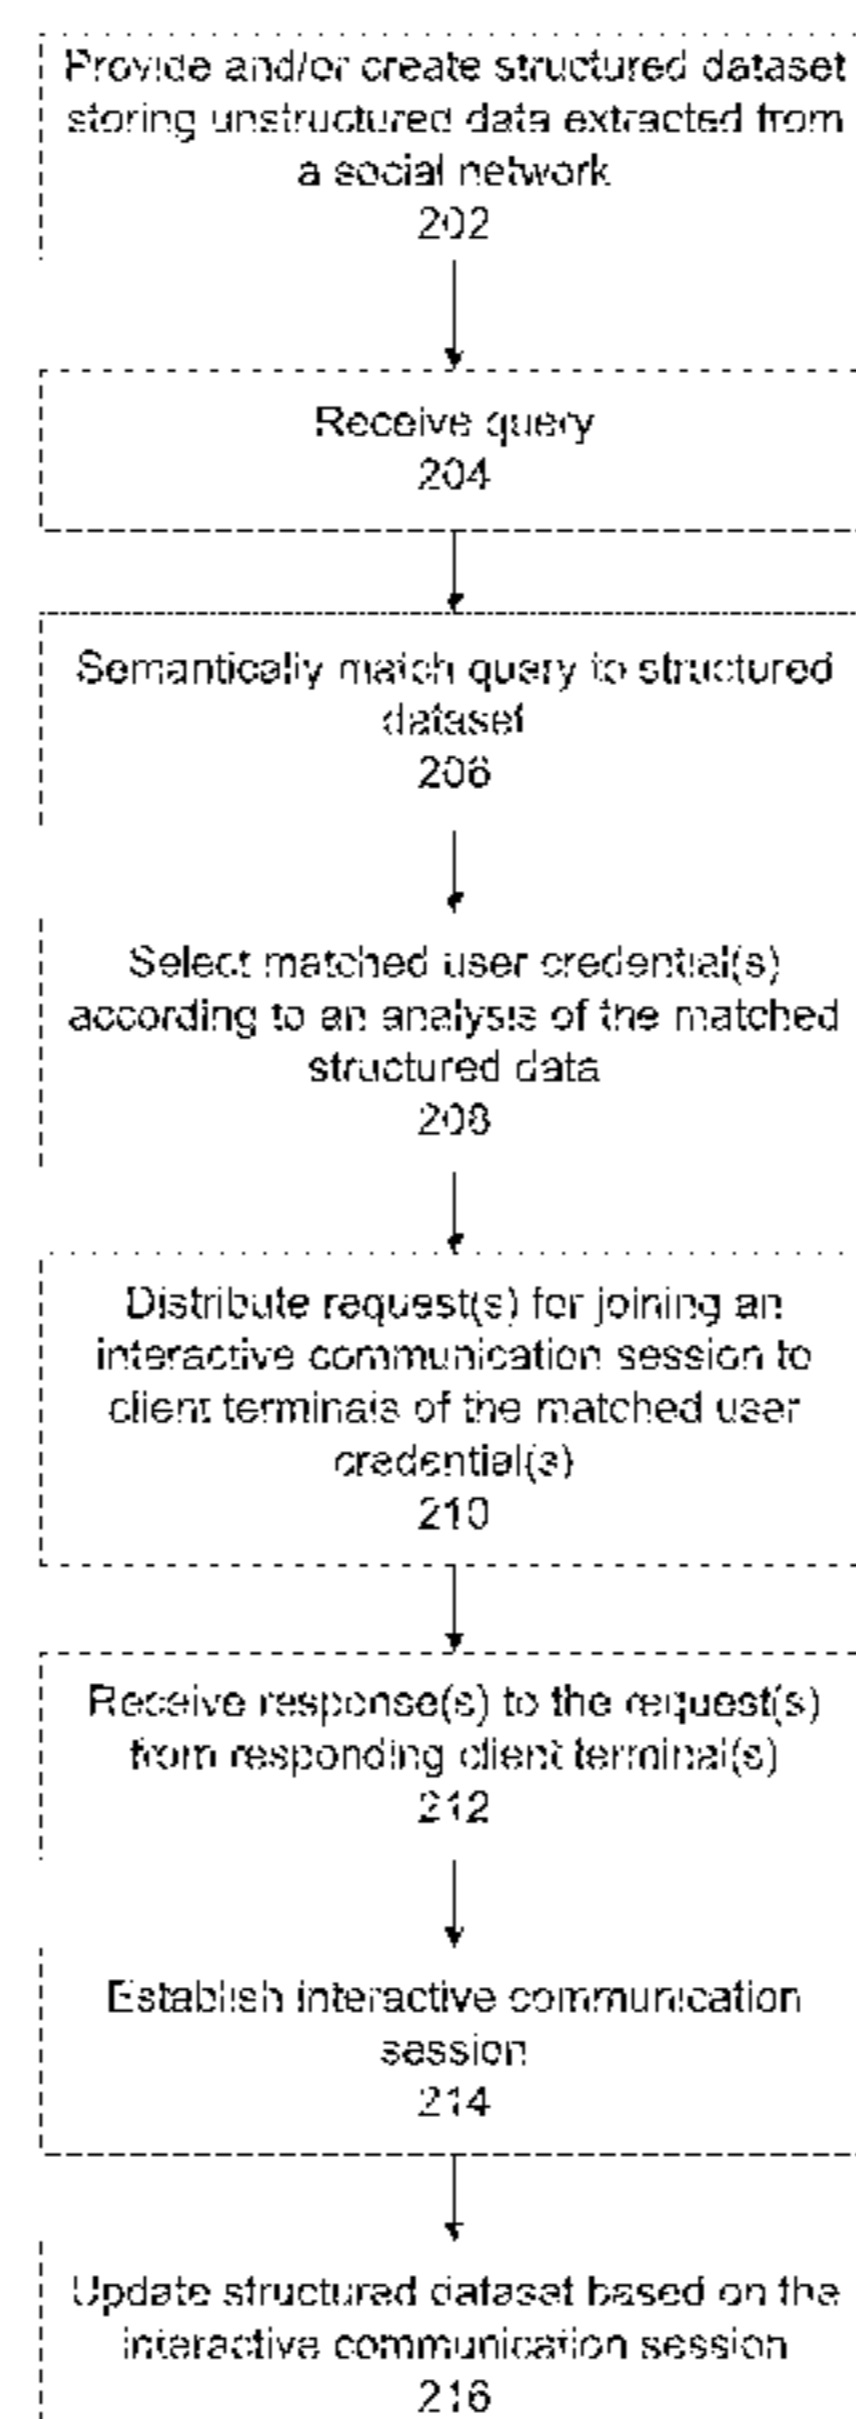 Provide and/or create structured dataset
storing unstructured data extracted from
a social network
202
Receive query
204
Semantically match query to structured
dataset
206
Select matched user credential(s)
according to an analysis of the matched
structured data
208
Distribute request(s) for joining an
interactive communication session to
client terminals of the matched user
credential(s)
210
Receive response(s) to the request(s)
from responding client terminal(s)
212
Establish interactive communication
session
214
Update structured dataset based on the
interactive communication session
216